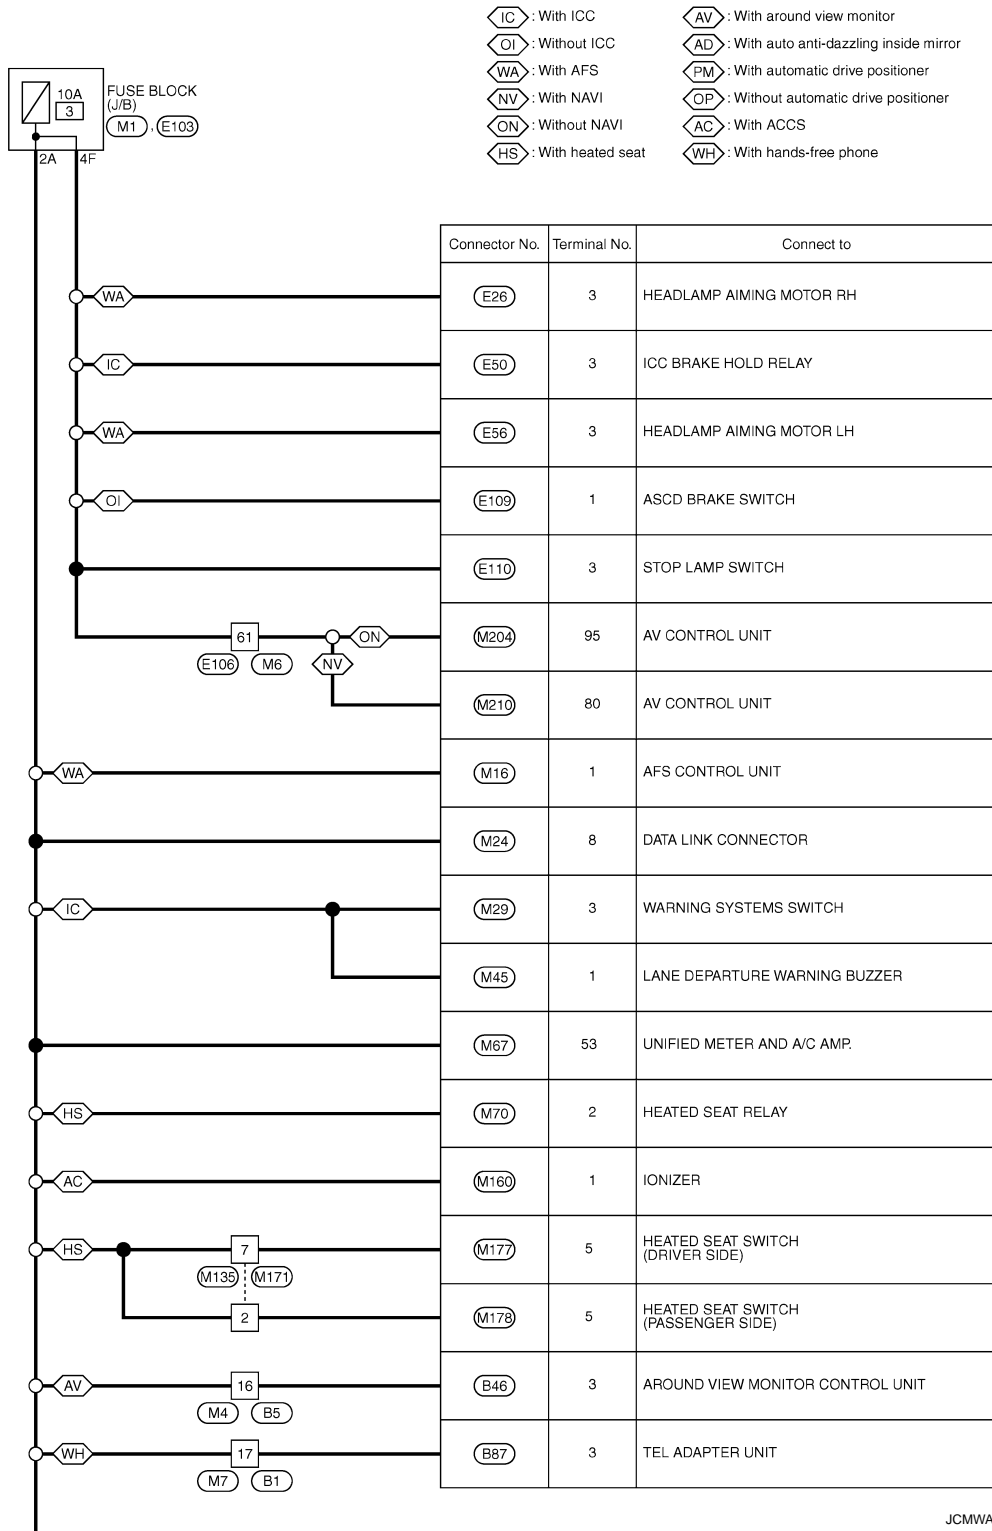 IC : With ICC
OI : Without ICC
WA : With AFS
NV : With NAVI
ON : Without NAVI
HS : With heated seat
AV : With around view monitor
AD : With auto anti-dazzling inside mirror
PM : With automatic drive positioner
OP : Without automatic drive positioner
AC : With ACCS
WH : With hands-free phone
10A
3
FUSE BLOCK
(J/B)
M1 , E103
2A 4F
Connector No. Terminal No. Connect to
WA E26 3 HEADLAMP AIMING MOTOR RH
IC E50 3 ICC BRAKE HOLD RELAY
WA E56 3 HEADLAMP AIMING MOTOR LH
OI E109 1 ASCD BRAKE SWITCH
E110 3 STOP LAMP SWITCH
61 ON M204 95 AV CONTROL UNIT
E106 M6 NV
M210 80 AV CONTROL UNIT
WA M16 1 AFS CONTROL UNIT
M24 8 DATA LINK CONNECTOR
IC M29 3 WARNING SYSTEMS SWITCH
M45 1 LANE DEPARTURE WARNING BUZZER
M67 53 UNIFIED METER AND A/C AMP.
HS M70 2 HEATED SEAT RELAY
AC M160 1 IONIZER
HS 7 M177 5 HEATED SEAT SWITCH
(DRIVER SIDE)
M135 M171
2 M178 5 HEATED SEAT SWITCH
(PASSENGER SIDE)
AV 16 B46 3 AROUND VIEW MONITOR CONTROL UNIT
M4 B5
WH 17 B87 3 TEL ADAPTER UNIT
M7 B1
JCMWA